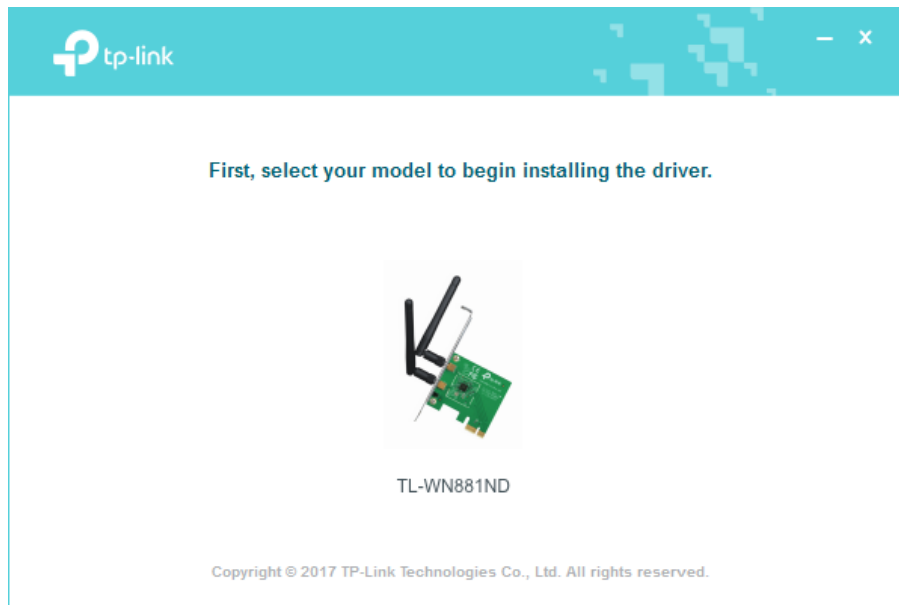 tp-link
First, select your model to begin installing the driver.
TL-WN881ND
Copyright © 2017 TP-Link Technologies Co., Ltd. All rights reserved.